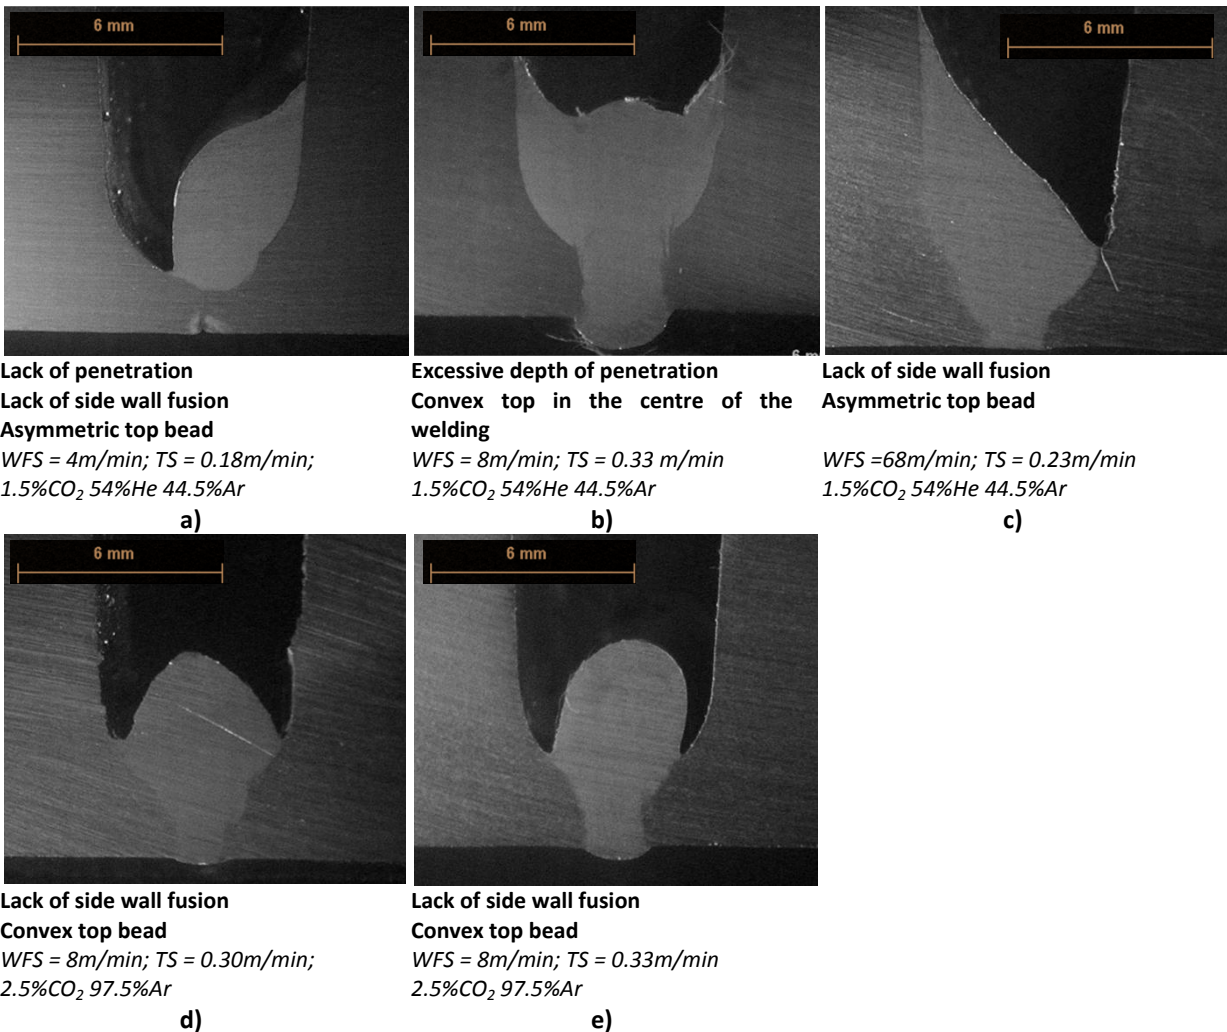 6 mm
6 mm
6 mm
6 m
Lack of penetration
Lack of side wall fusion
Asymmetric top bead
WFS = 4m/min; TS = 0.18m/min;
1.5%CO₂ 54%He 44.5%Ar
a)
Excessive depth of penetration
Convex top in the centre of the
welding
WFS = 8m/min; TS = 0.33 m/min
1.5%CO₂ 54%He 44.5%Ar
b)
Lack of side wall fusion
Asymmetric top bead
WFS =68m/min; TS = 0.23m/min
1.5%CO₂ 54%He 44.5%Ar
c)
6 mm
6 mm
Lack of side wall fusion
Convex top bead
WFS = 8m/min; TS = 0.30m/min;
2.5%CO₂ 97.5%Ar
d)
Lack of side wall fusion
Convex top bead
WFS = 8m/min; TS = 0.33m/min
2.5%CO₂ 97.5%Ar
e)